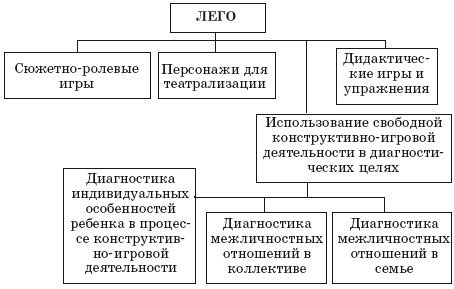 ЛЕГО
Сюжетно-ролевые
игры
Персонажи для
театрализации
Дидактичес-
кие игры и
упражнения
Использование свободной
конструктивно-игровой
деятельности в диагности-
ических целях
Диагностика
индивидуальных
особенностей
ребенка в процес-
се конструктив-
но-игровой
деятельности
Диагностика
межличностных
отношений в
коллективе
Диагностика
межличностных
отношений в
семье